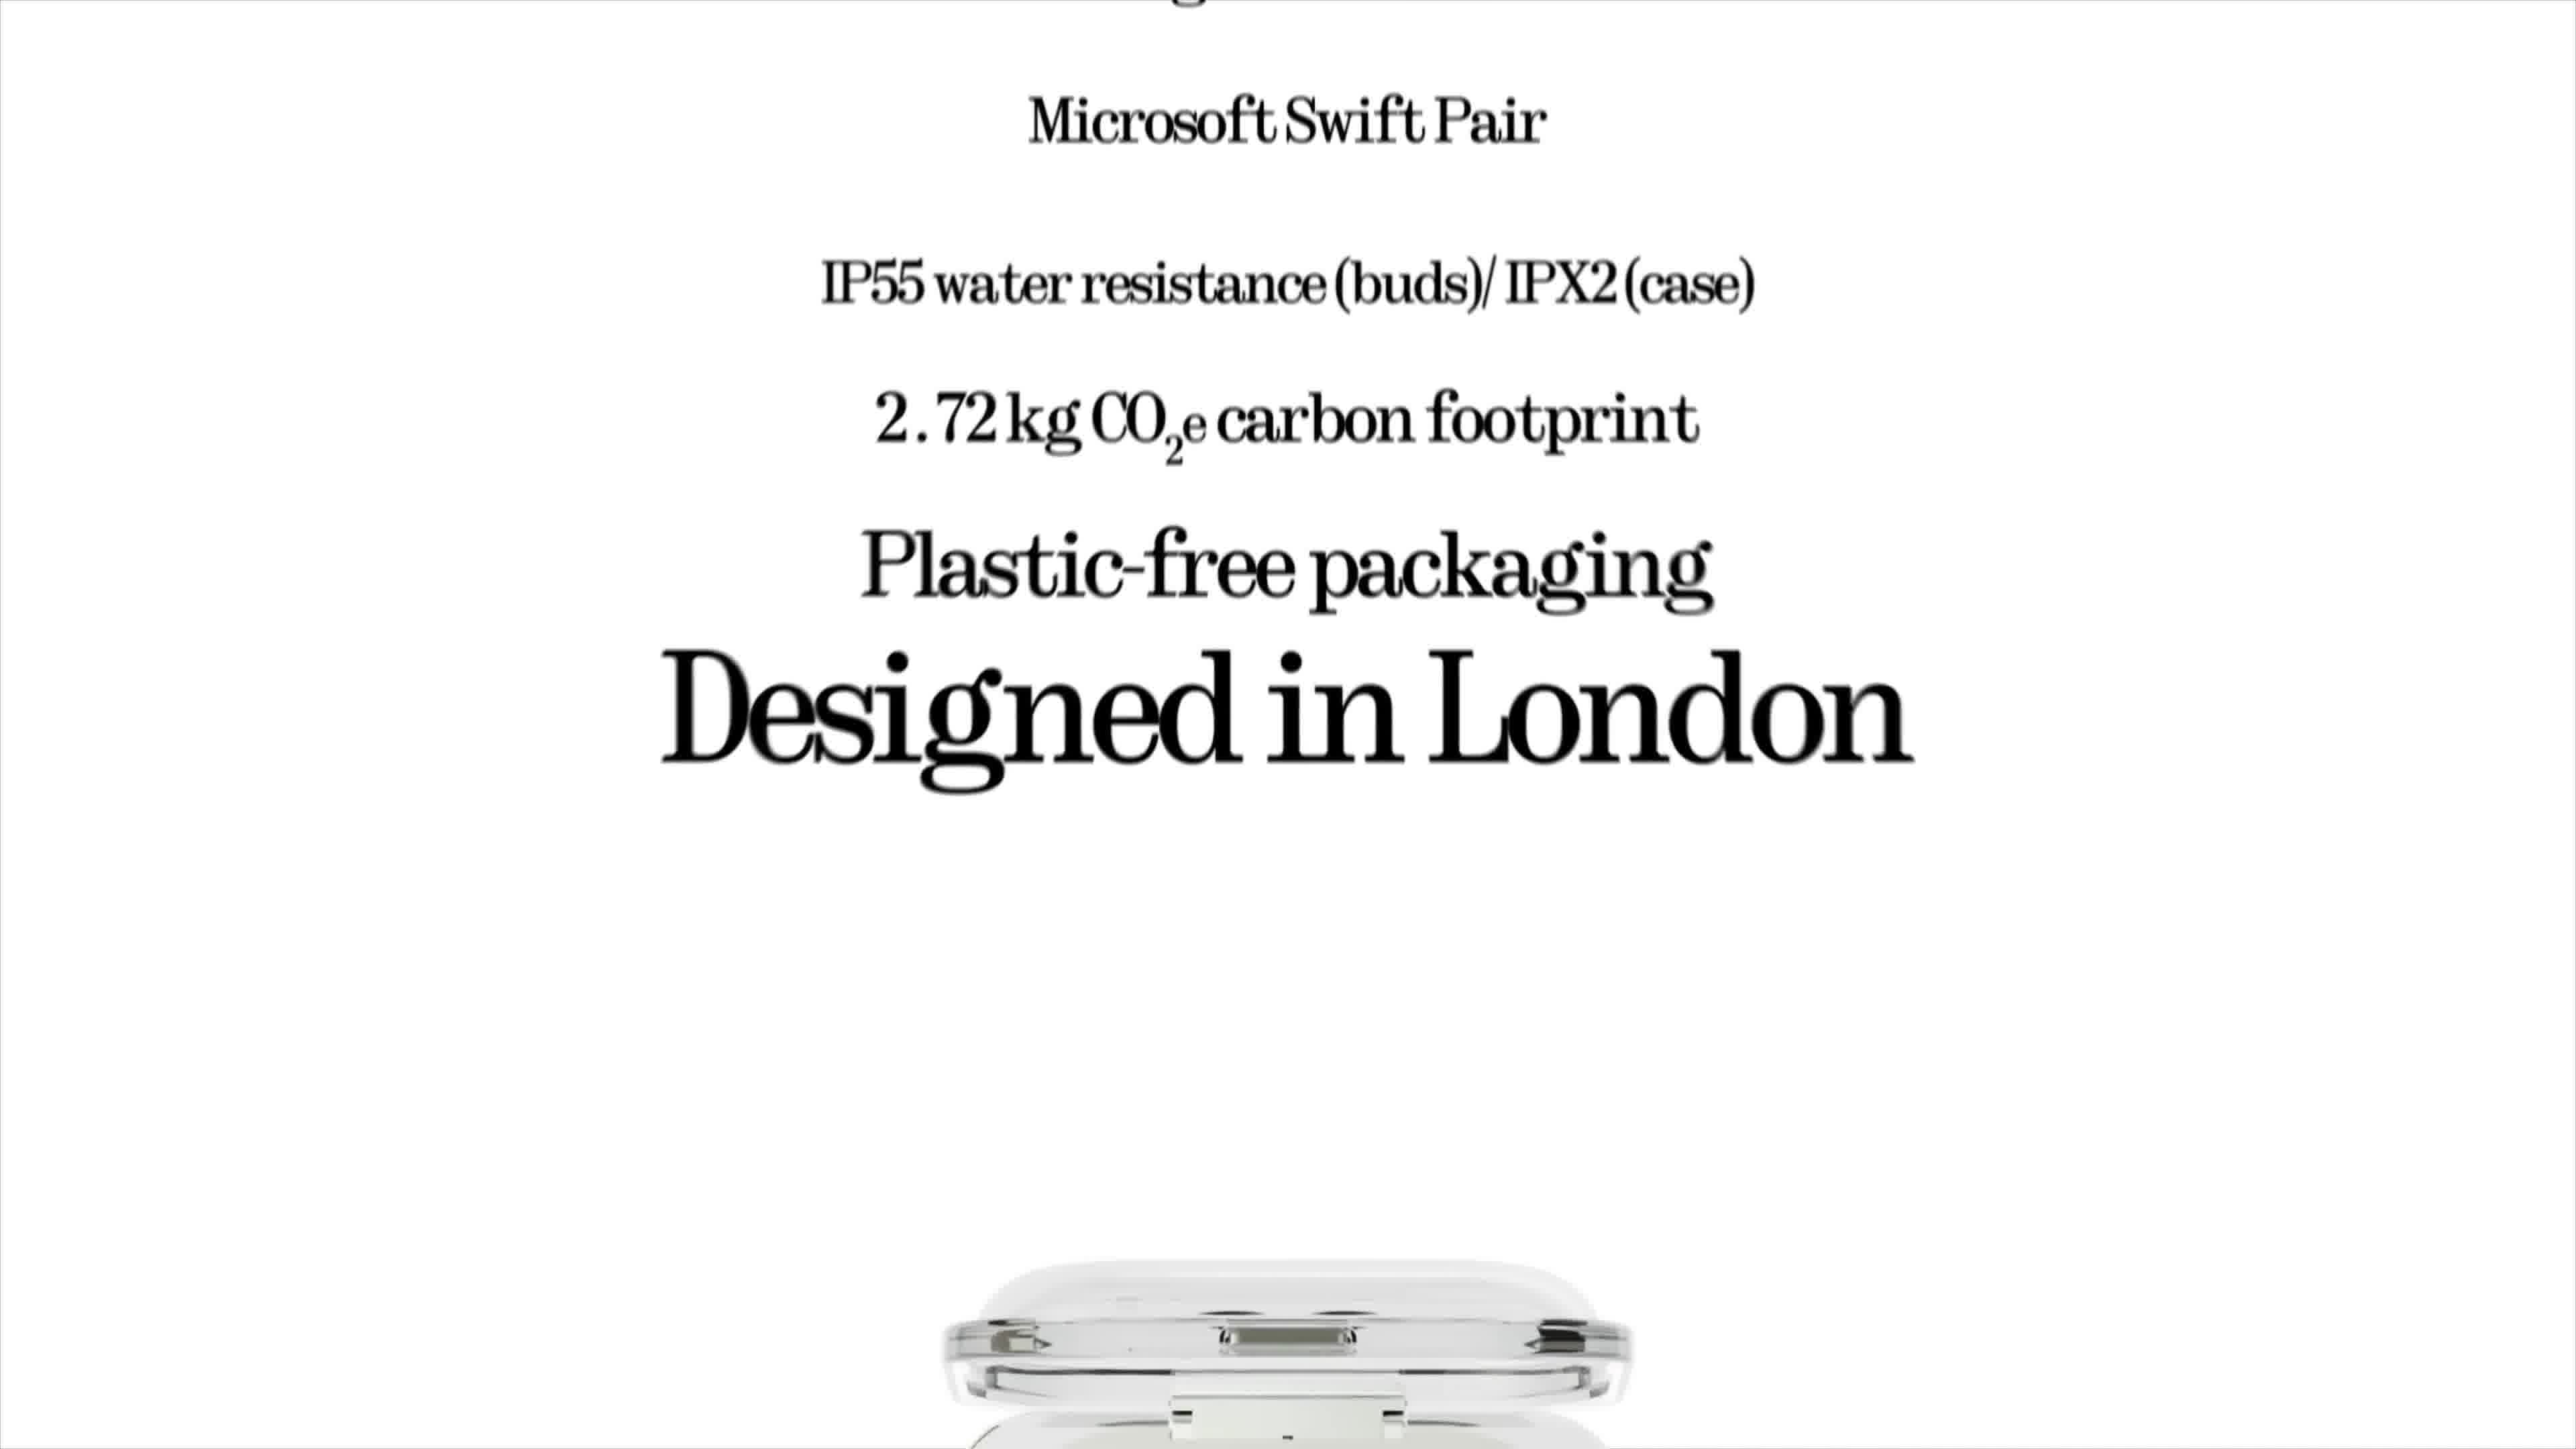 Microsoft Swift Pair
IP55 water resistance (buds)/ IPX2 (case)
2.72 kg CO₂e carbon footprint
Plastic-free packaging
Designed in London